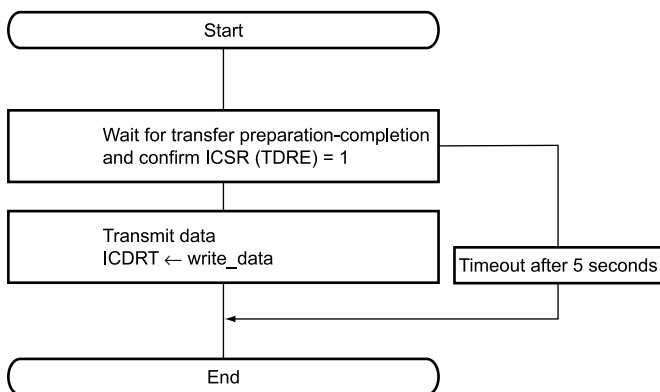 Start
Wait for transfer preparation-completion
and confirm ICSR (TDRE) = 1
Transmit data
ICDRT ← write_data
Timeout after 5 seconds
End